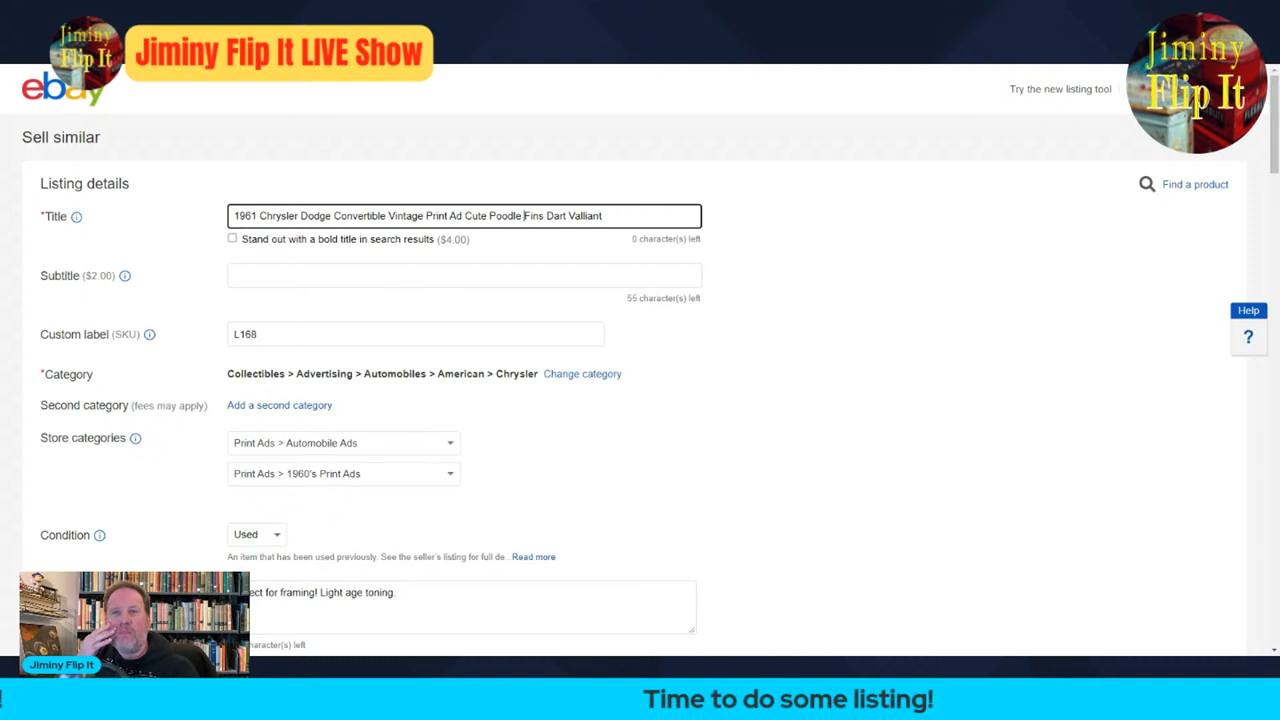 Jiminy
Flip It
Jiminy Flip It LIVE Show
Jiminy
Flip It
ebay
Try the new listing tool
Sell similar
Listing details
Find a product
*Title
1961 Chrysler Dodge Convertible Vintage Print Ad Cute Poodle Fins Dart Valliant
Stand out with a bold title in search results ($4.00)
0 character(s) left
Subtitle ($2.00)
55 character(s) left
Help
?
Custom label (SKU)
L168
*Category
Collectibles > Advertising > Automobiles > American > Chrysler Change category
Second category (fees may apply)
Add a second category
Store categories
Print Ads > Automobile Ads
Print Ads > 1960's Print Ads
Condition
Used
An item that has been used previously. See the seller's listing for full de... Read more
ect for framing! Light age toning.
haracter(s) left
Jiminy Flip It
!
Time to do some listing!